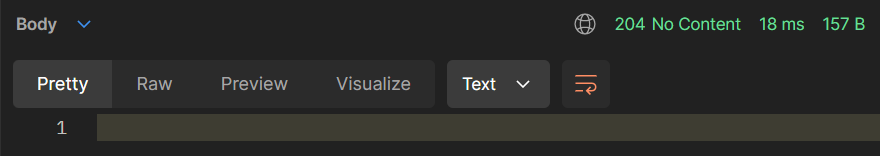 Body 204 No Content 18 ms 157 B
Pretty Raw Preview Visualize Text
1